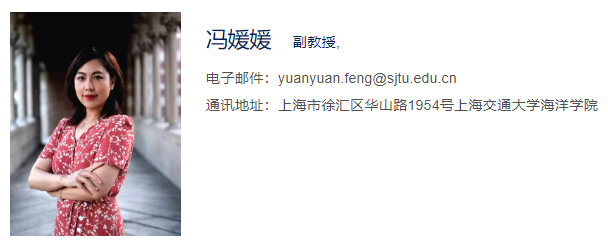 冯媛媛 副教授,
电子邮件：yuanyuan.feng@sjtu.edu.cn
通讯地址：上海市徐汇区华山路1954号上海交通大学海洋学院